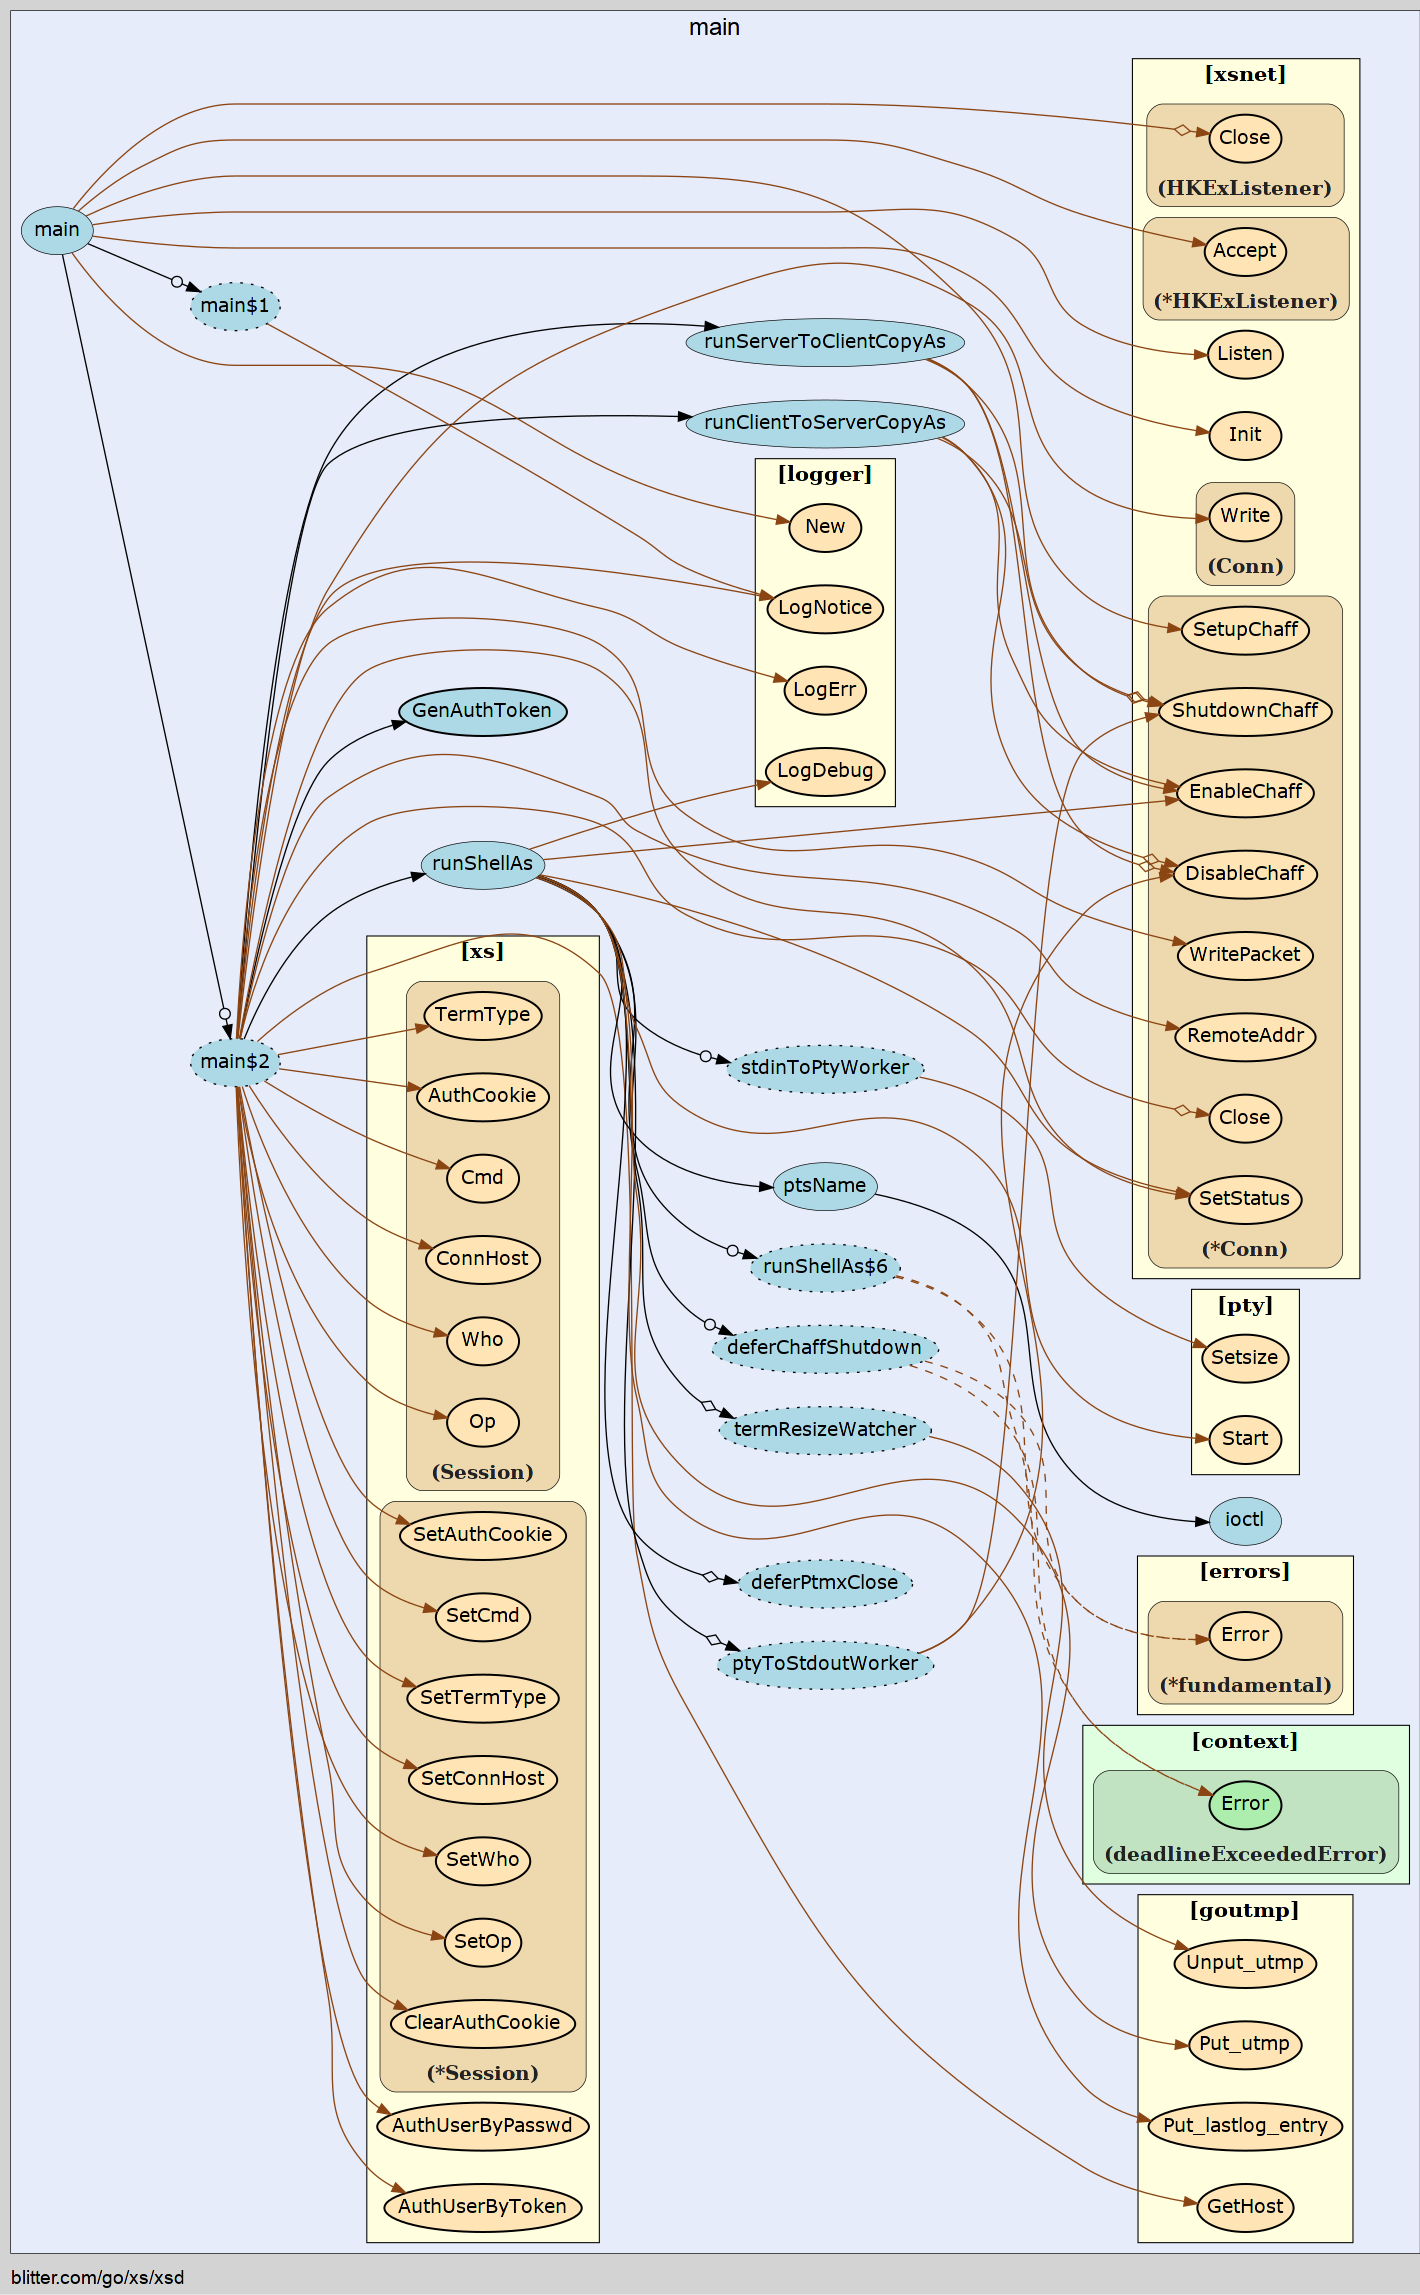 main
[xsnet]
Close
(HKExListener)
Accept
(*HKExListener)
Listen
Init
Write
(Conn)
SetupChaff
ShutdownChaff
EnableChaff
DisableChaff
WritePacket
RemoteAddr
Close
SetStatus
(*Conn)
main
main$1
runServerToClientCopyAs
runClientToServerCopyAs
[logger]
New
LogNotice
LogErr
LogDebug
GenAuthToken
runShellAs
main$2
[xs]
TermType
AuthCookie
Cmd
ConnHost
Who
Op
(Session)
SetAuthCookie
SetCmd
SetTermType
SetConnHost
SetWho
SetOp
ClearAuthCookie
(*Session)
AuthUserByPasswd
AuthUserByToken
stdinToPtyWorker
ptsName
runShellAs$6
deferChaffShutdown
termResizeWatcher
deferPtmxClose
ptyToStdoutWorker
[pty]
Setsize
Start
ioctl
[errors]
Error
(*fundamental)
[context]
Error
(deadlineExceededError)
[goutmp]
Unput_utmp
Put_utmp
Put_lastlog_entry
GetHost
blitter.com/go/xs/xsd